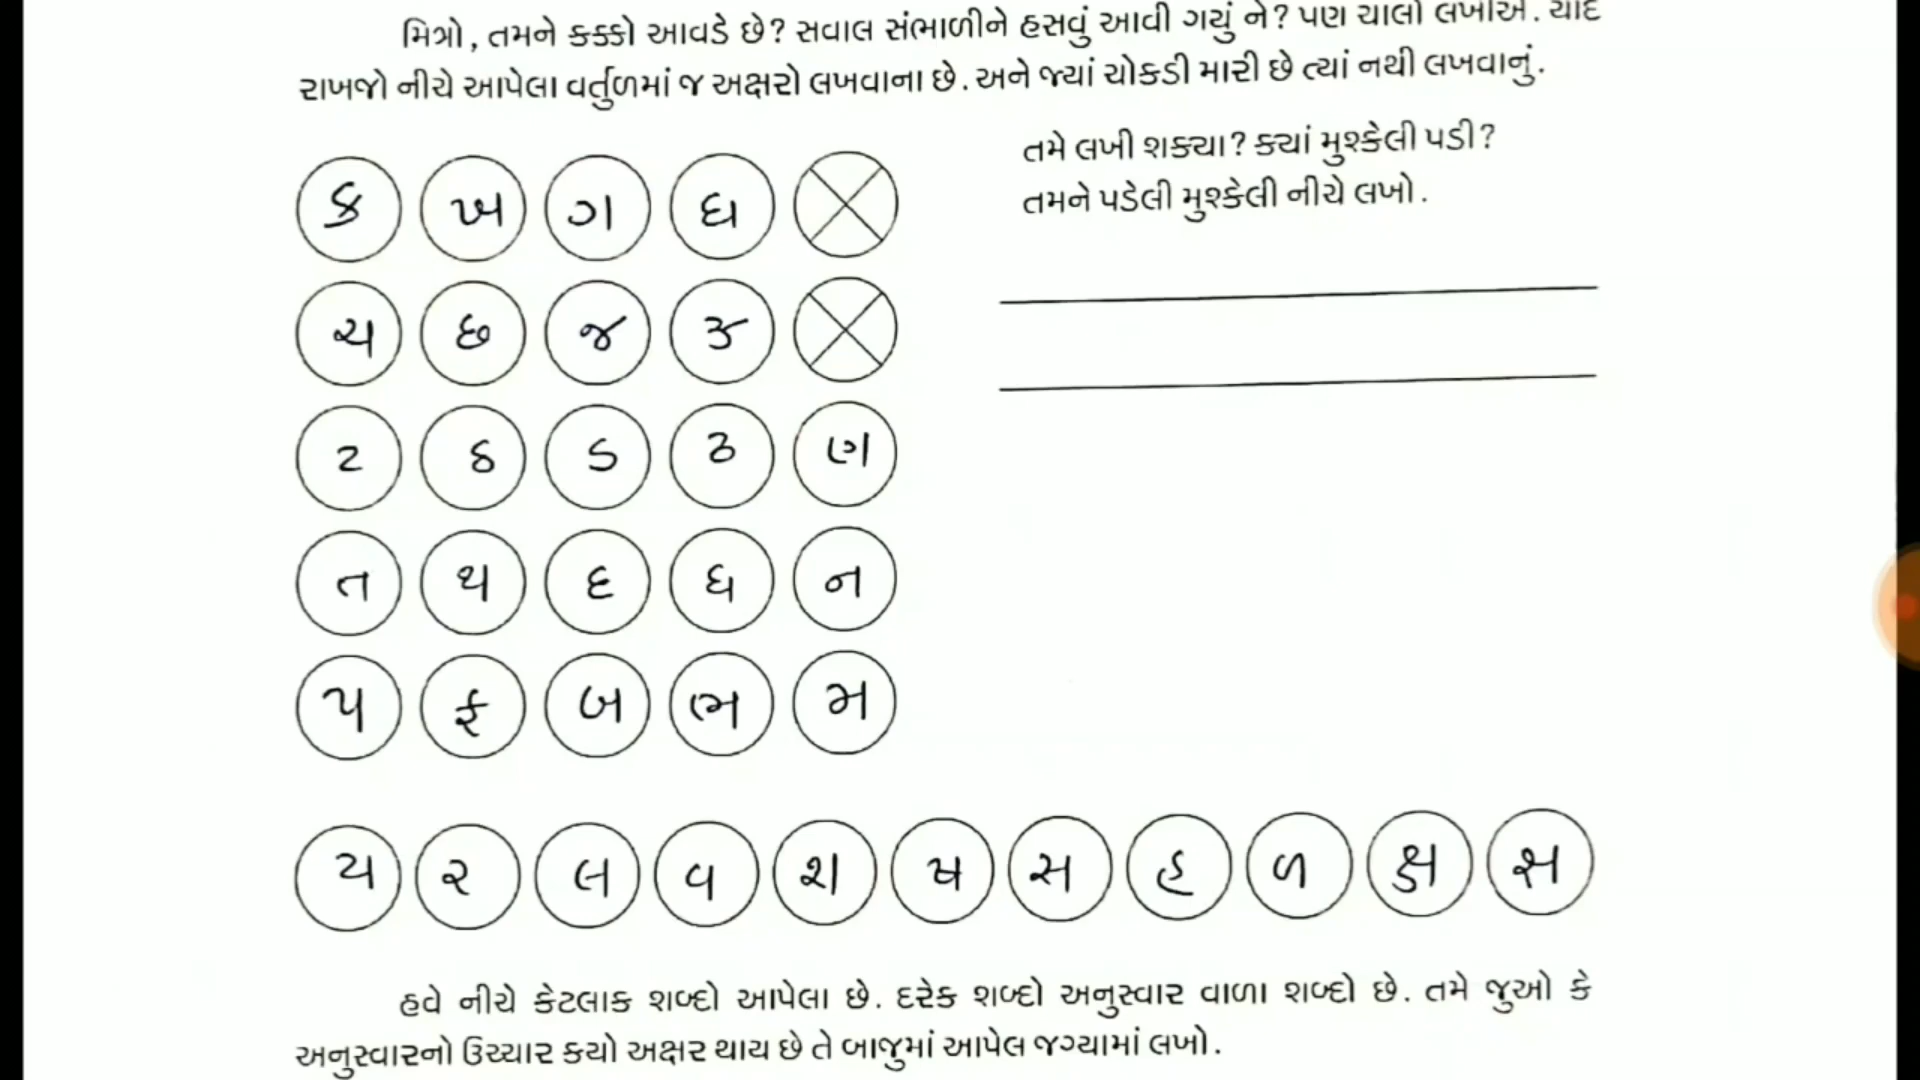 મિત્રો, તમને કક્કો આવડે છે? સવાલ સંભાળીને હસવું આવી ગયું ને? પણ ચાલો લખીએ. યાદ
રાખજો નીચે આપેલા વર્તુળમાં જ અક્ષરો લખવાના છે. અને જ્યાં ચોકડી મારી છે ત્યાં નથી લખવાનું.
તમે લખી શક્યા? ક્યાં મુશ્કેલી પડી?
તમને પડેલી મુશ્કેલી નીચે લખો.
ક ખ ગ ઘ
ચ છ જ ઝ
ટ ઠ ડ ઢ ણ
ત થ દ ધ ન
પ ફ બ ભ મ
ય ર લ વ શ ષ સ હ ળ ક્ષ
હવે નીચે કેટલાક શબ્દો આપેલા છે. દરેક શબ્દો અનુસ્વાર વાળા શબ્દો છે. તમે જુઓ કે
અનુસ્વારનો ઉચ્ચાર કયો અક્ષર થાય છે તે બાજુમાં આપેલ જગ્યામાં લખો.